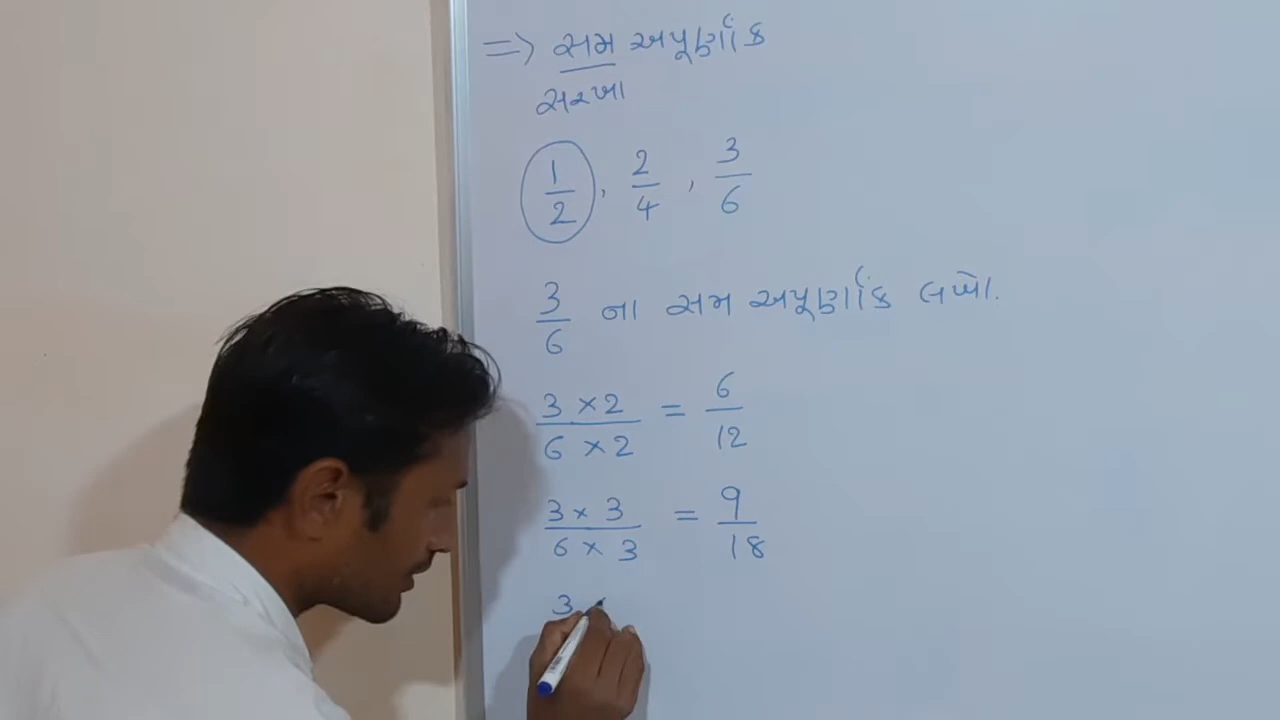 => સમ અપૂર્ણાંક
સરખા
1/2, 2/4, 3/6
3/6 ના સમ અપૂર્ણાંક લખો.
3 × 2 / 6 × 2 = 6/12
3 × 3 / 6 × 3 = 9/18
3